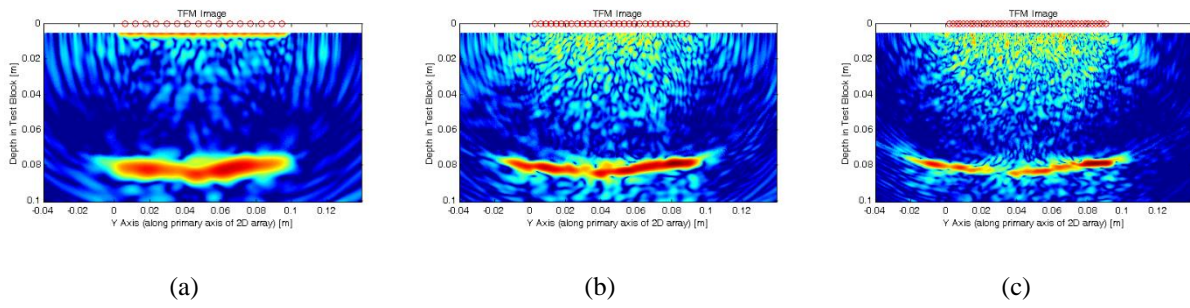 TFM Image
0
0.02
0.04
0.06
0.08
0.1
Depth in Test Block [m]
-0.04 -0.02 0 0.02 0.04 0.06 0.08 0.1 0.12
Y Axis (along primary axis of 2D array) [m]
(a)
TFM Image
0
0.02
0.04
0.06
0.08
0.1
Depth in Test Block [m]
-0.04 -0.02 0 0.02 0.04 0.06 0.08 0.1 0.12
Y Axis (along primary axis of 2D array) [m]
(b)
TFM Image
0
0.02
0.04
0.06
0.08
0.1
Depth in Test Block [m]
-0.04 -0.02 0 0.02 0.04 0.06 0.08 0.1 0.12
Y Axis (along primary axis of 2D array) [m]
(c)